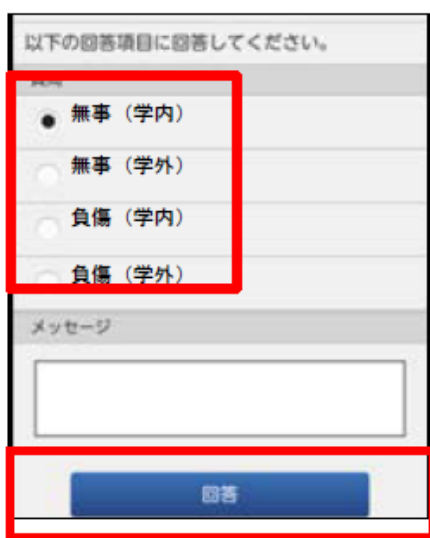 以下の回答項目に回答してください。
無事（学内）
無事（学外）
負傷（学内）
負傷（学外）
メッセージ
回答